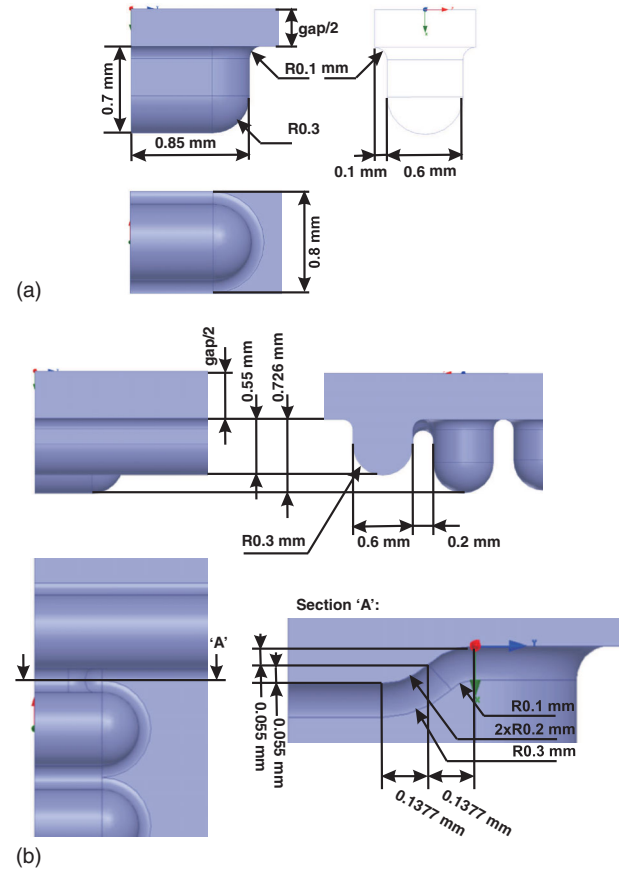 gap/2
R0.1 mm
0.7 mm
R0.3
0.85 mm
0.1 mm
0.6 mm
0.8 mm
(a)
gap/2
0.55 mm
0.726 mm
R0.3 mm
0.6 mm
0.2 mm
Section ‘A’:
‘A’
0.055 mm
0.055 mm
R0.1 mm
2xR0.2 mm
R0.3 mm
0.1377 mm
0.1377 mm
(b)